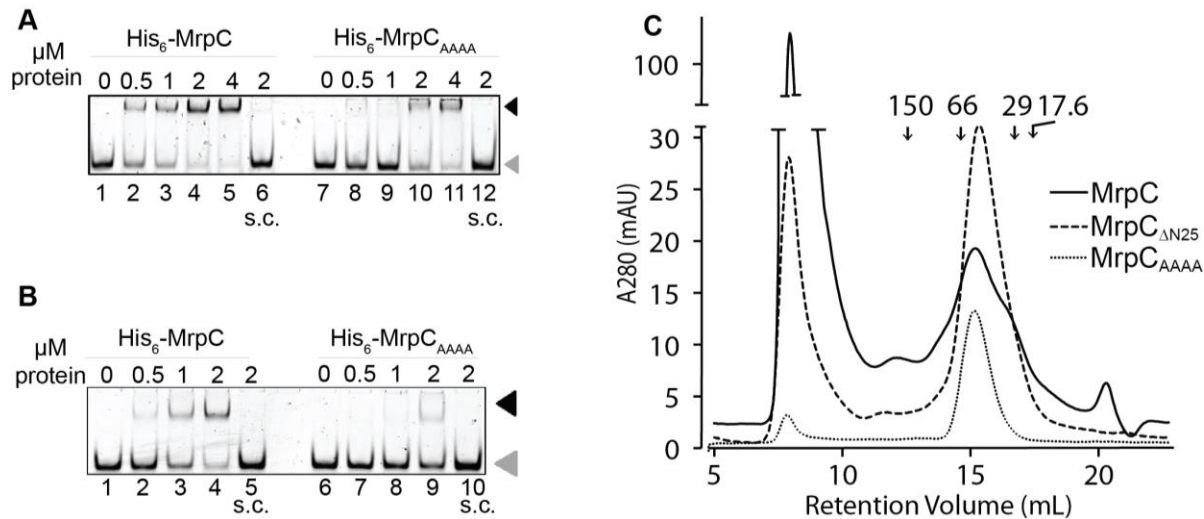 A
His6-MrpC His6-MrpCAAAA
µM protein
0 0.5 1 2 4 2 0 0.5 1 2 4 2
1 2 3 4 5 6 7 8 9 10 11 12
s.c. s.c.
B
His6-MrpC His6-MrpCAAAA
µM protein
0 0.5 1 2 2 0 0.5 1 2 2
1 2 3 4 5 6 7 8 9 10
s.c. s.c.
C
100
150 66 29 17.6
30
25
20
15
10
5
0
A280 (mAU)
MrpC
MrpCΔN25
MrpCAAAA
5 10 15 20
Retention Volume (mL)